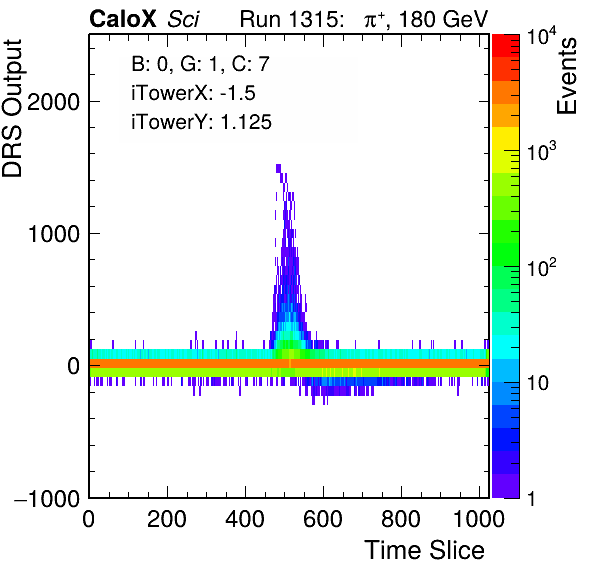 CaloX Sci Run 1315: π⁺, 180 GeV
B: 0, G: 1, C: 7
iTowerX: -1.5
iTowerY: 1.125
DRS Output
2000
1000
0
−1000
0 200 400 600 800 1000
Time Slice
Events
10⁴
10³
10²
10
1